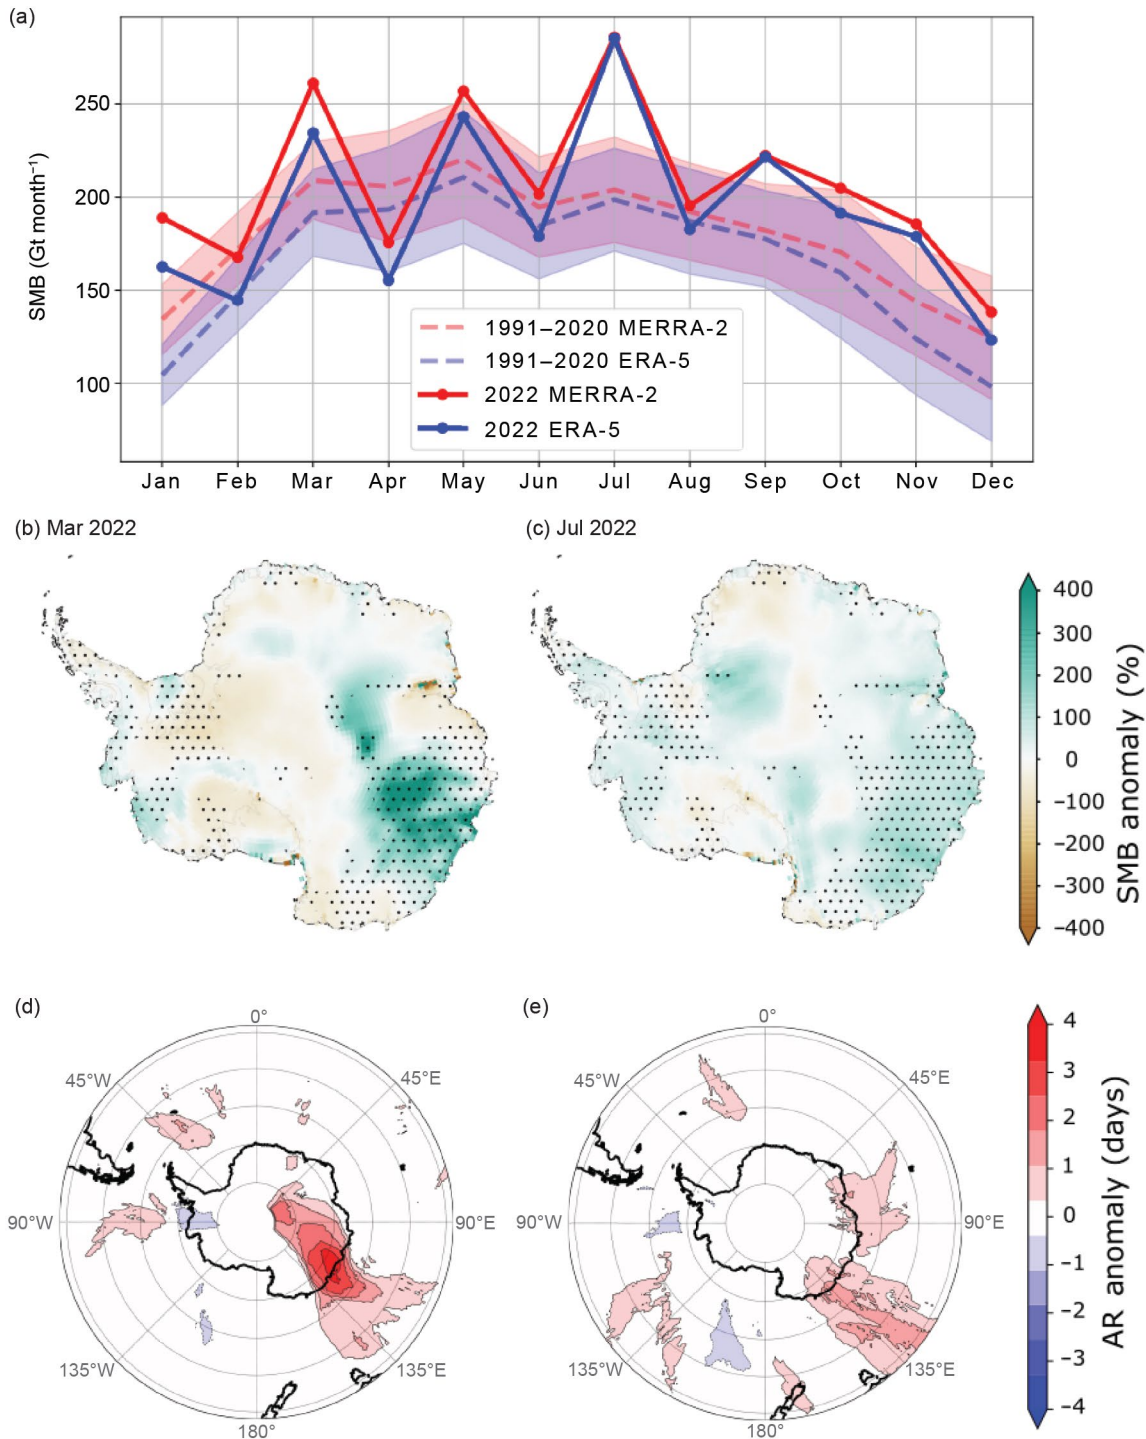 (a)
SMB (Gt month⁻¹)
250
200
150
100
1991–2020 MERRA-2
1991–2020 ERA-5
2022 MERRA-2
2022 ERA-5
Jan Feb Mar Apr May Jun Jul Aug Sep Oct Nov Dec
(b) Mar 2022
(c) Jul 2022
400
300
200
100
0
–100
–200
–300
–400
SMB anomaly (%)
(d)
0°
45°W
45°E
90°W
90°E
135°W
135°E
180°
(e)
0°
45°W
45°E
90°W
90°E
135°W
135°E
180°
4
3
2
1
0
–1
–2
–3
–4
AR anomaly (days)